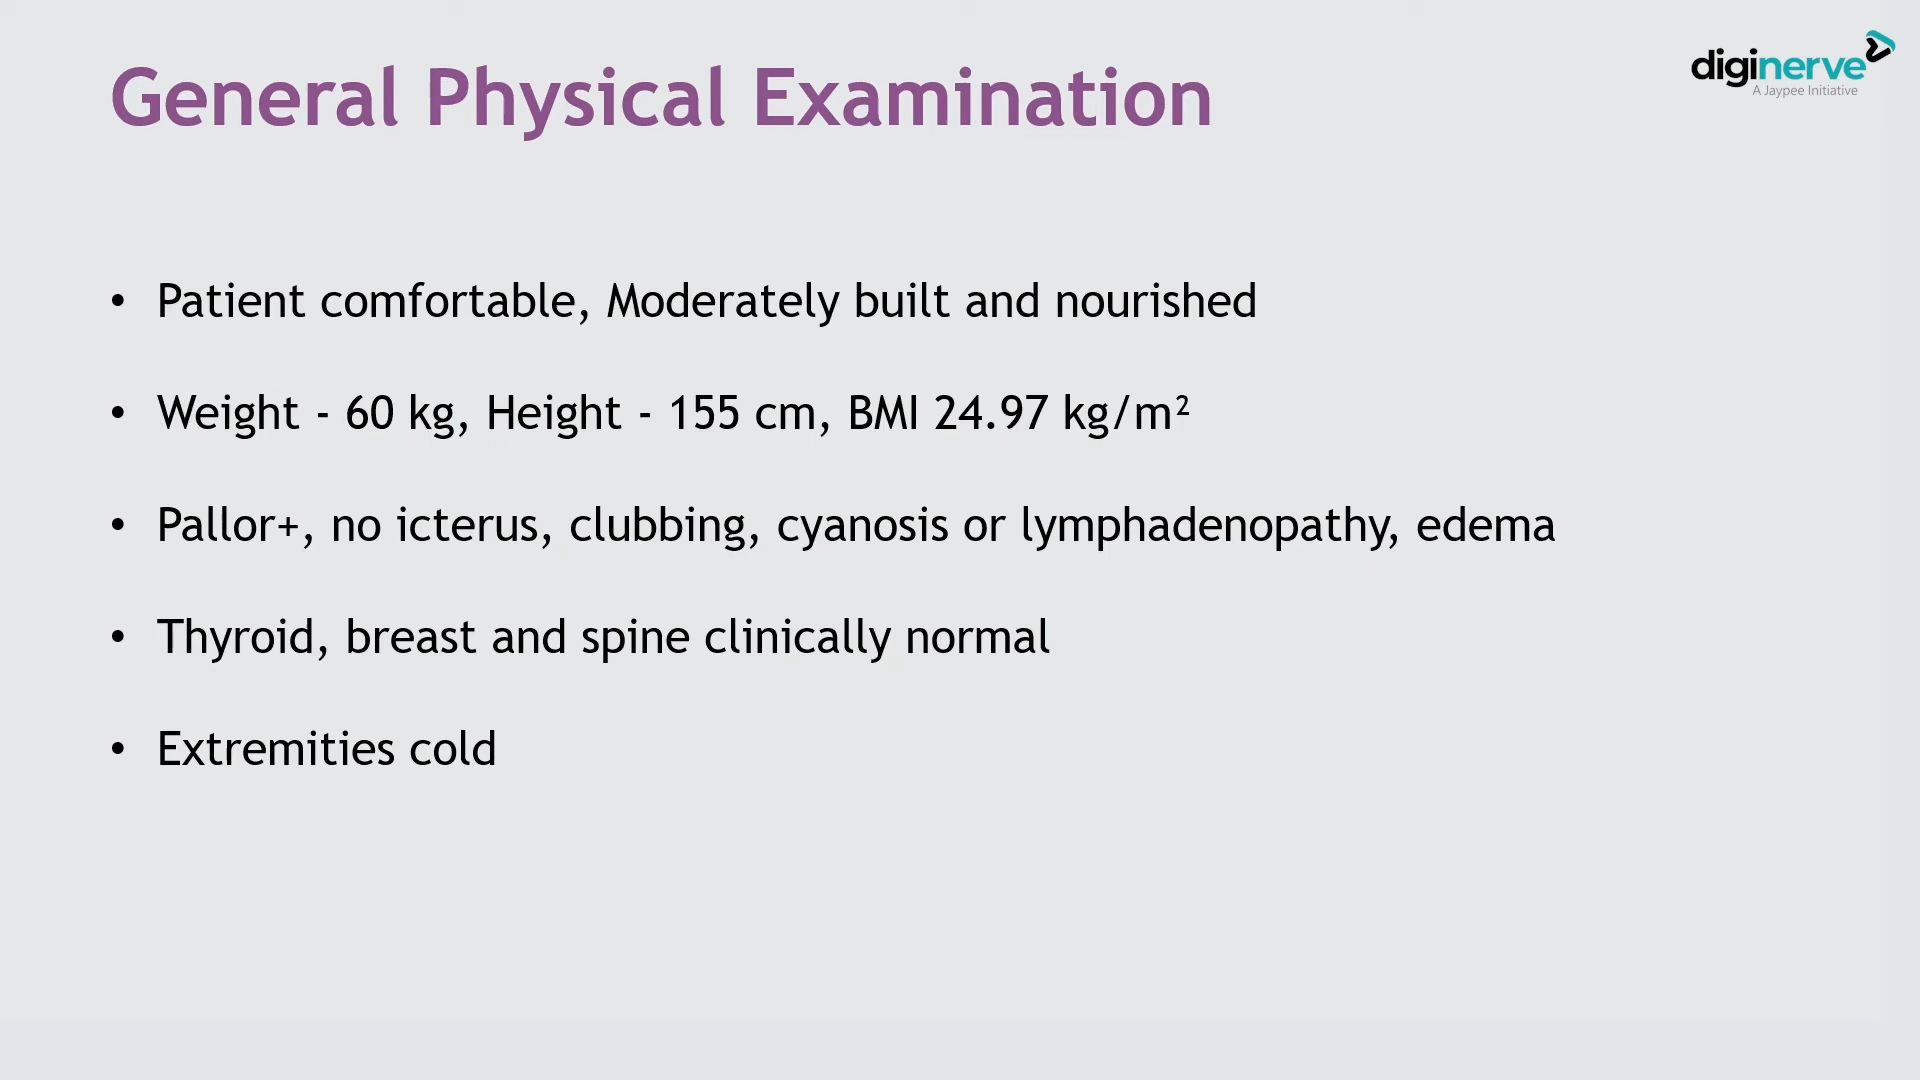 General Physical Examination
diginerve
A Jaypee Initiative
• Patient comfortable, Moderately built and nourished
• Weight - 60 kg, Height - 155 cm, BMI 24.97 kg/m²
• Pallor+, no icterus, clubbing, cyanosis or lymphadenopathy, edema
• Thyroid, breast and spine clinically normal
• Extremities cold